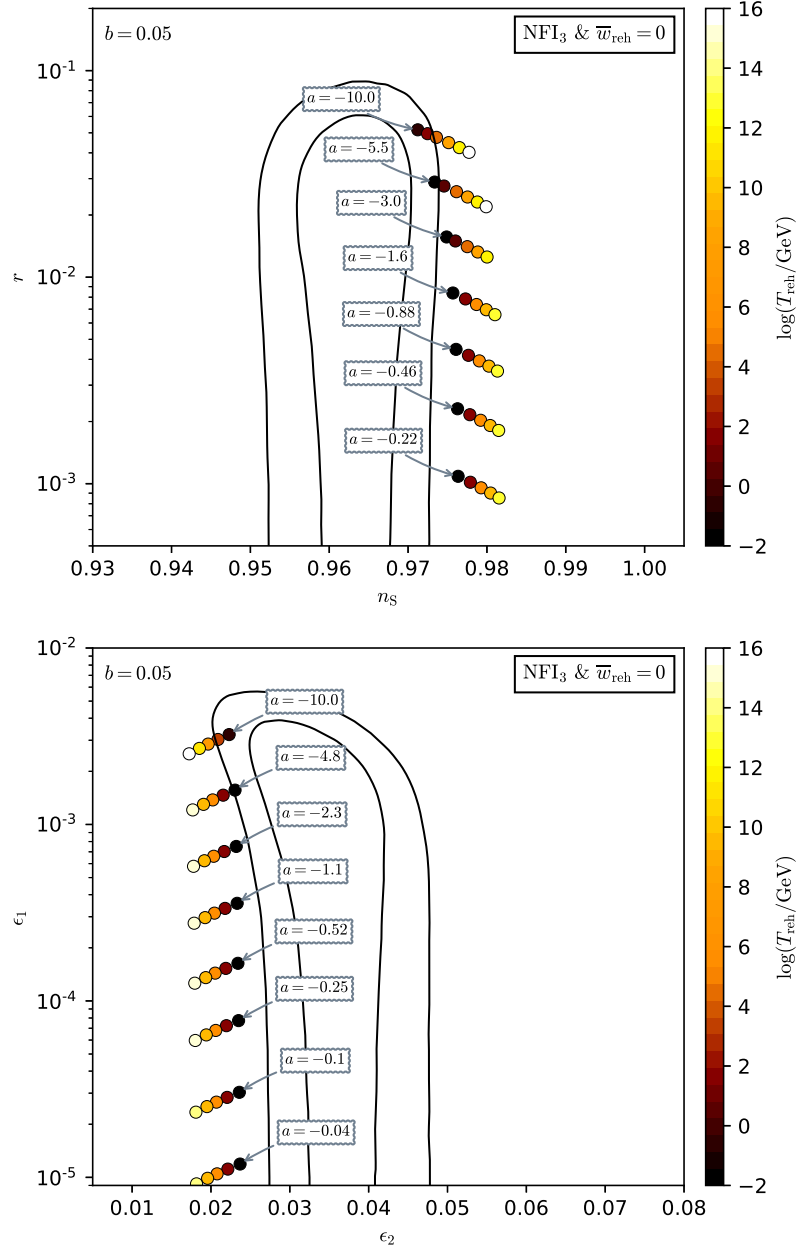 b = 0.05
NFI₃ & w̅_reh = 0
a = −10.0
a = −5.5
a = −3.0
a = −1.6
a = −0.88
a = −0.46
a = −0.22
10⁻¹
10⁻²
10⁻³
r
0.93 0.94 0.95 0.96 0.97 0.98 0.99 1.00
n_S
16
14
12
10
8
6
4
2
0
−2
log(T_reh/GeV)
b = 0.05
NFI₃ & w̅_reh = 0
a = −10.0
a = −4.8
a = −2.3
a = −1.1
a = −0.52
a = −0.25
a = −0.1
a = −0.04
10⁻²
10⁻³
10⁻⁴
10⁻⁵
ϵ₁
0.01 0.02 0.03 0.04 0.05 0.06 0.07 0.08
ϵ₂
16
14
12
10
8
6
4
2
0
−2
log(T_reh/GeV)